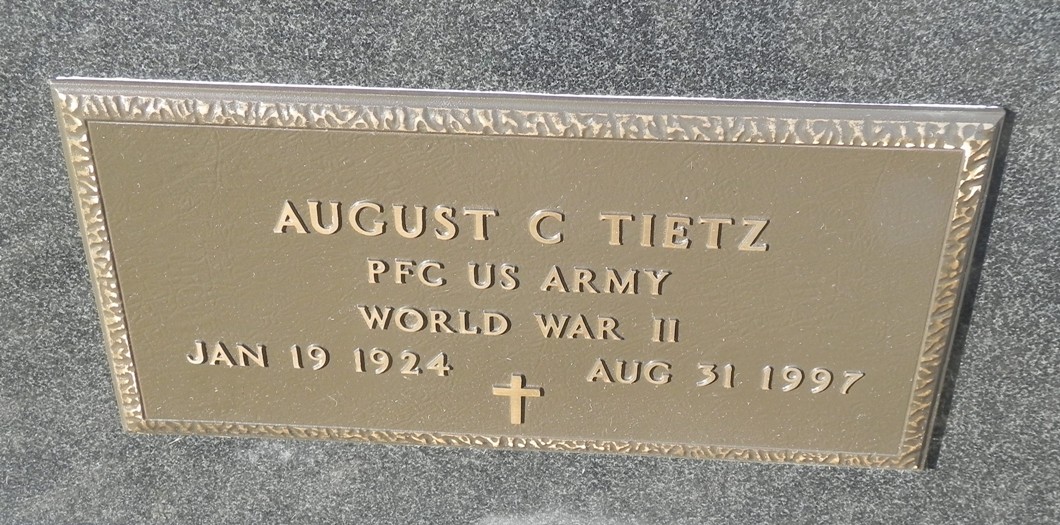 AUGUST C TIETZ
PFC US ARMY
WORLD WAR II
JAN 19 1924 AUG 31 1997